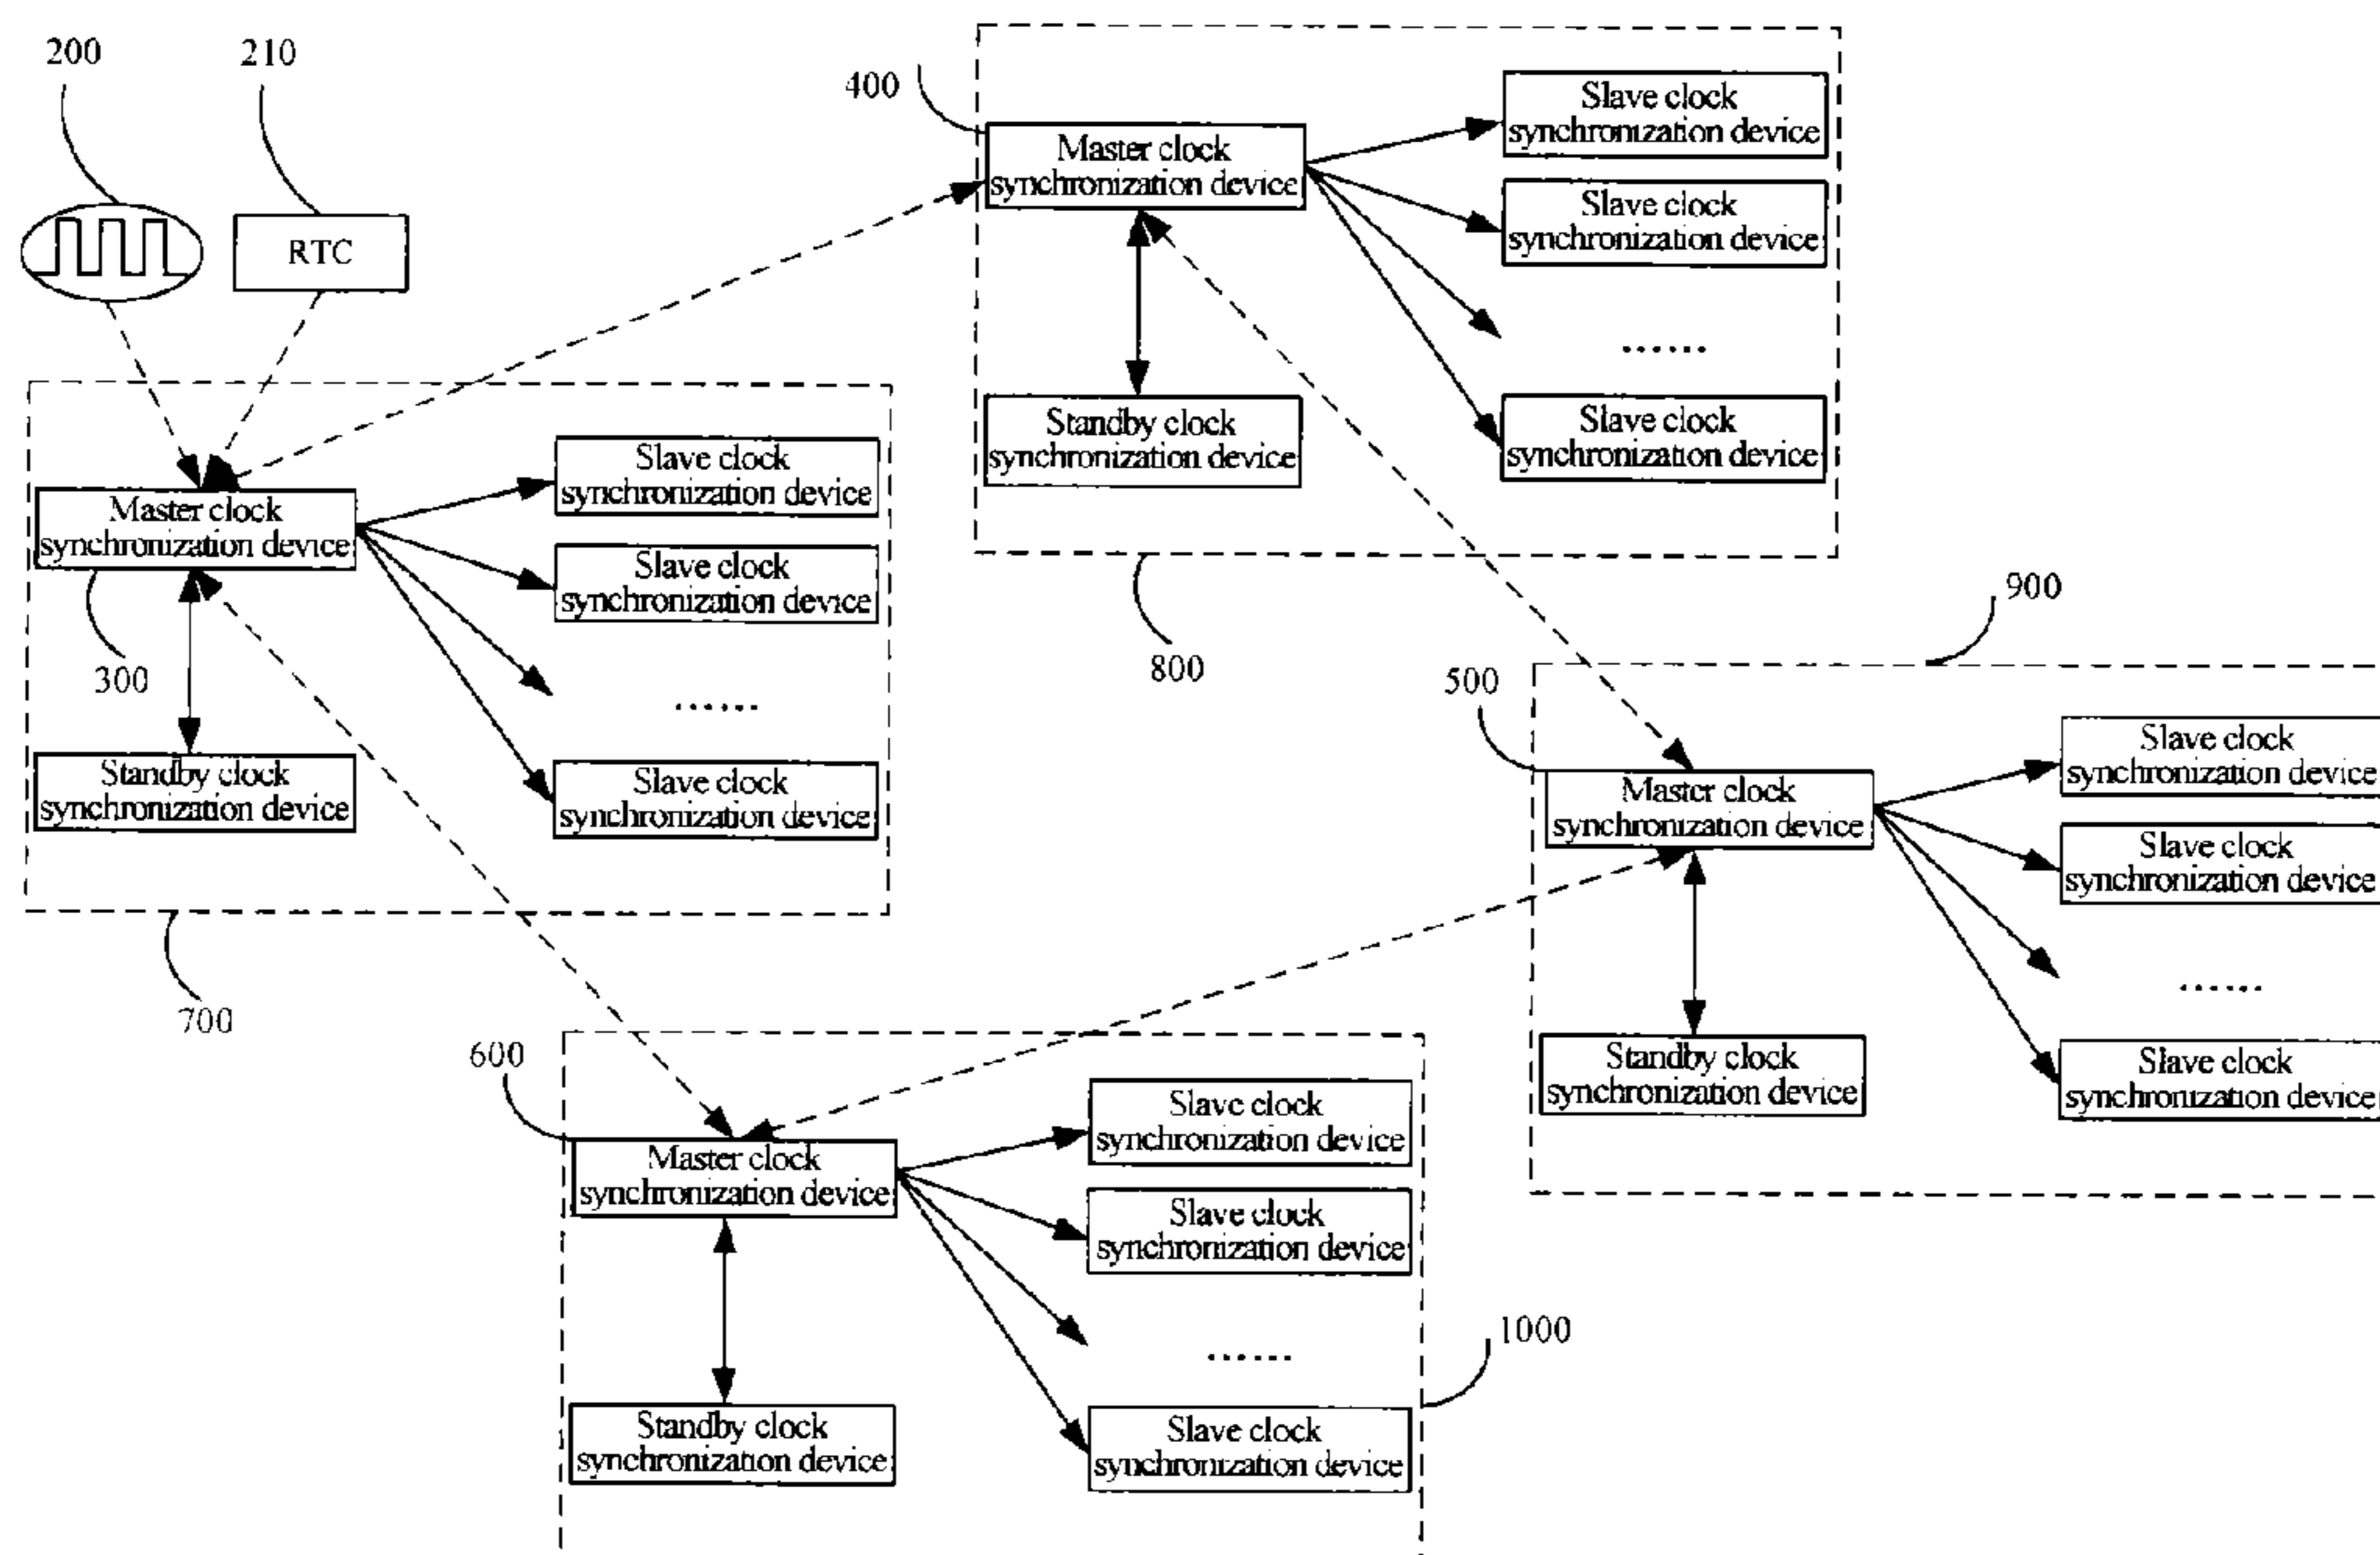 200
210
RTC
400
Master clock
synchronization device
Slave clock
synchronization device
Slave clock
synchronization device
......
Slave clock
synchronization device
Standby clock
synchronization device
800
Master clock
synchronization device
300
Slave clock
synchronization device
Slave clock
synchronization device
......
Slave clock
synchronization device
Standby clock
synchronization device
700
900
500
Master clock
synchronization device
Slave clock
synchronization device
Slave clock
synchronization device
......
Slave clock
synchronization device
Standby clock
synchronization device
600
Master clock
synchronization device
Slave clock
synchronization device
Slave clock
synchronization device
......
Slave clock
synchronization device
Standby clock
synchronization device
1000